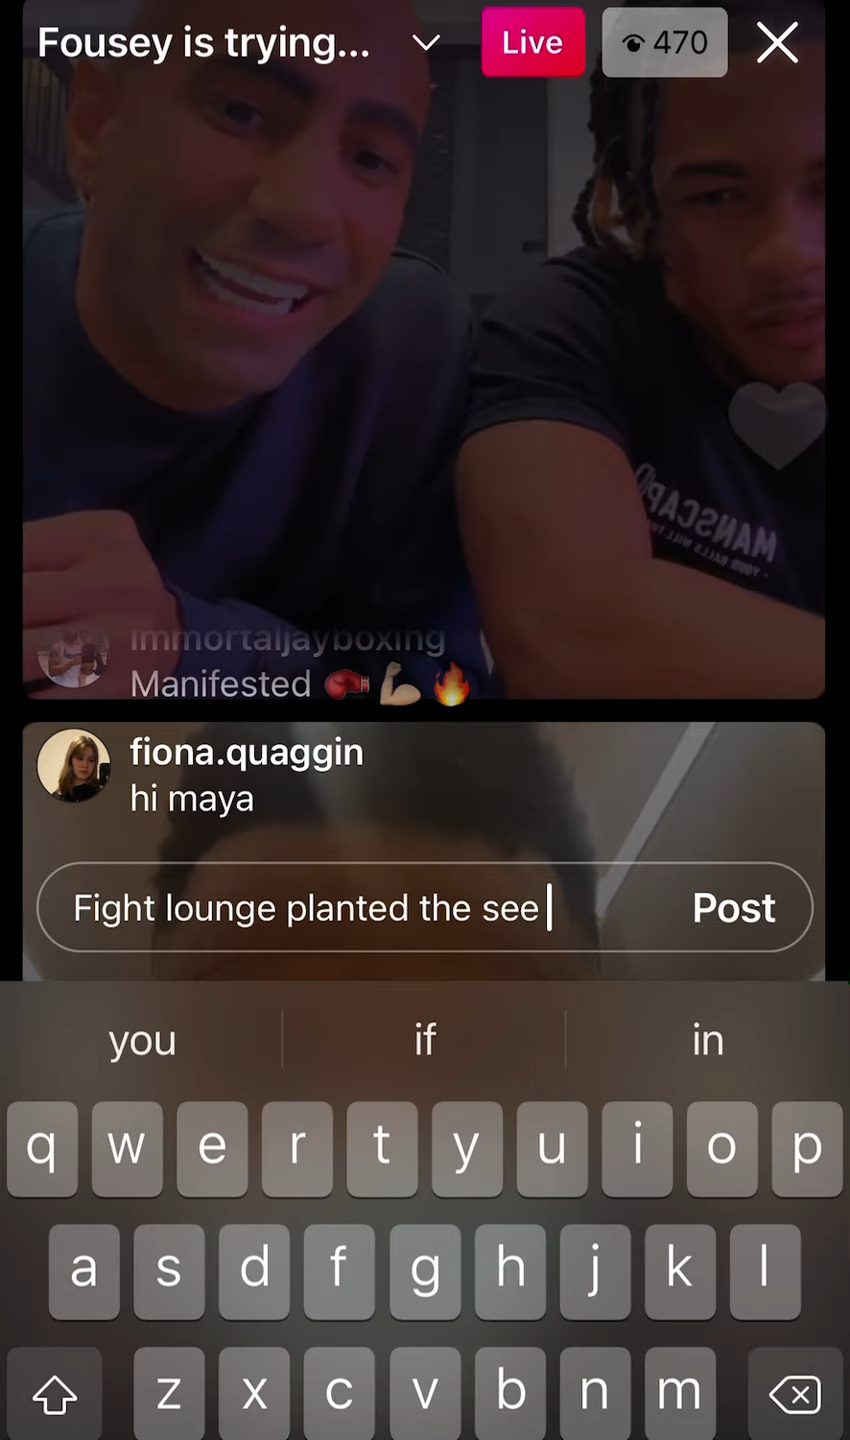 Fousey is trying...
Live
470
MANSCAP
immortaljayboxing
Manifested 🥊💪🏼🔥
fiona.quaggin
hi maya
Fight lounge planted the see
Post
you if in
q w e r t y u i o p
a s d f g h j k l
z x c v b n m